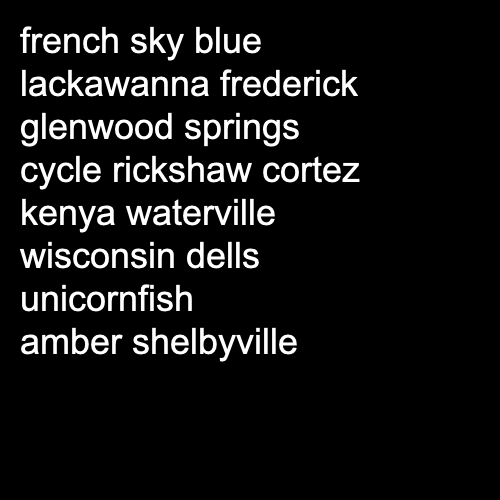 french sky blue
lackawanna frederick
glenwood springs
cycle rickshaw cortez
kenya waterville
wisconsin dells
unicornfish
amber shelbyville